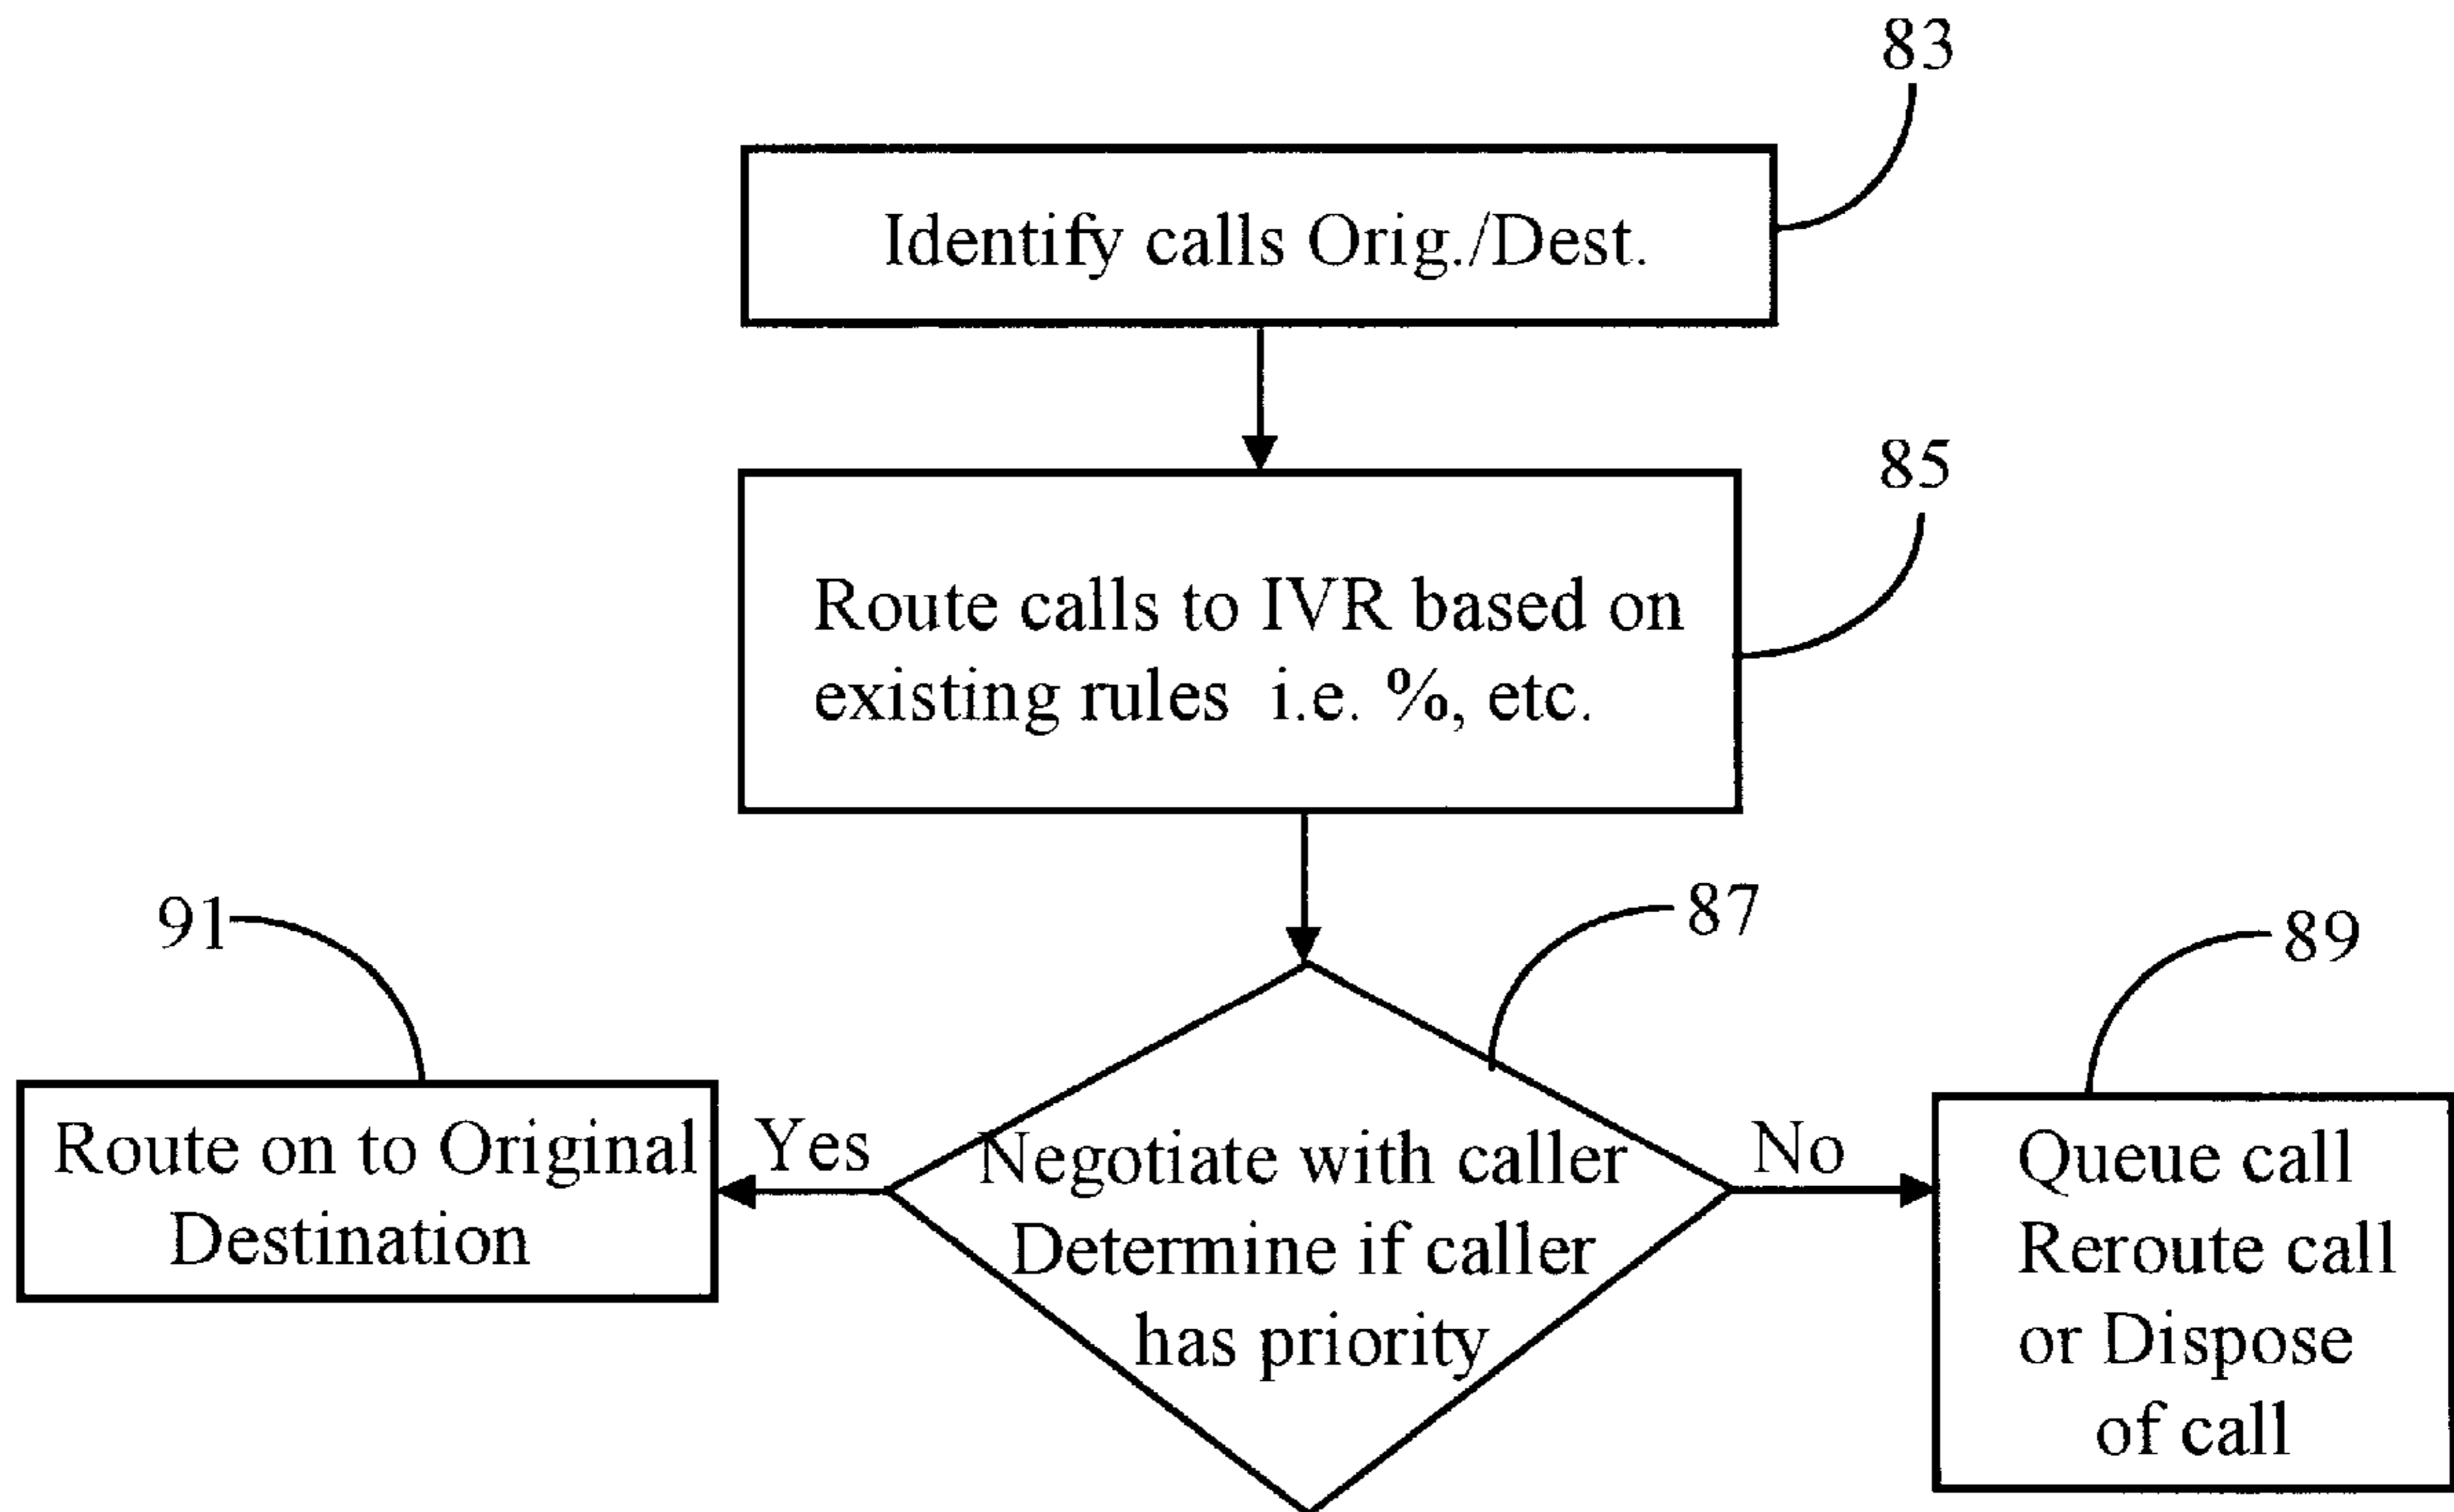 83
Identify calls Orig./Dest.
85
Route calls to IVR based on
existing rules i.e. %, etc.
91
87
89
Route on to Original
Destination
Yes
Negotiate with caller
Determine if caller
has priority
No
Queue call
Reroute call
or Dispose
of call